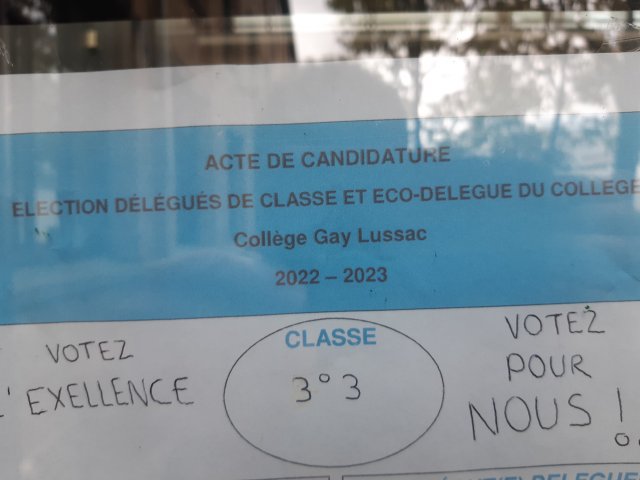 ACTE DE CANDIDATURE
ELECTION DÉLÉGUÉS DE CLASSE ET ECO-DELEGUE DU COLLEGE
Collège Gay Lussac
2022 – 2023
VOTEZ
L'EXELLENCE
CLASSE
3°3
VOTEZ
POUR
NOUS !
DELEGUE